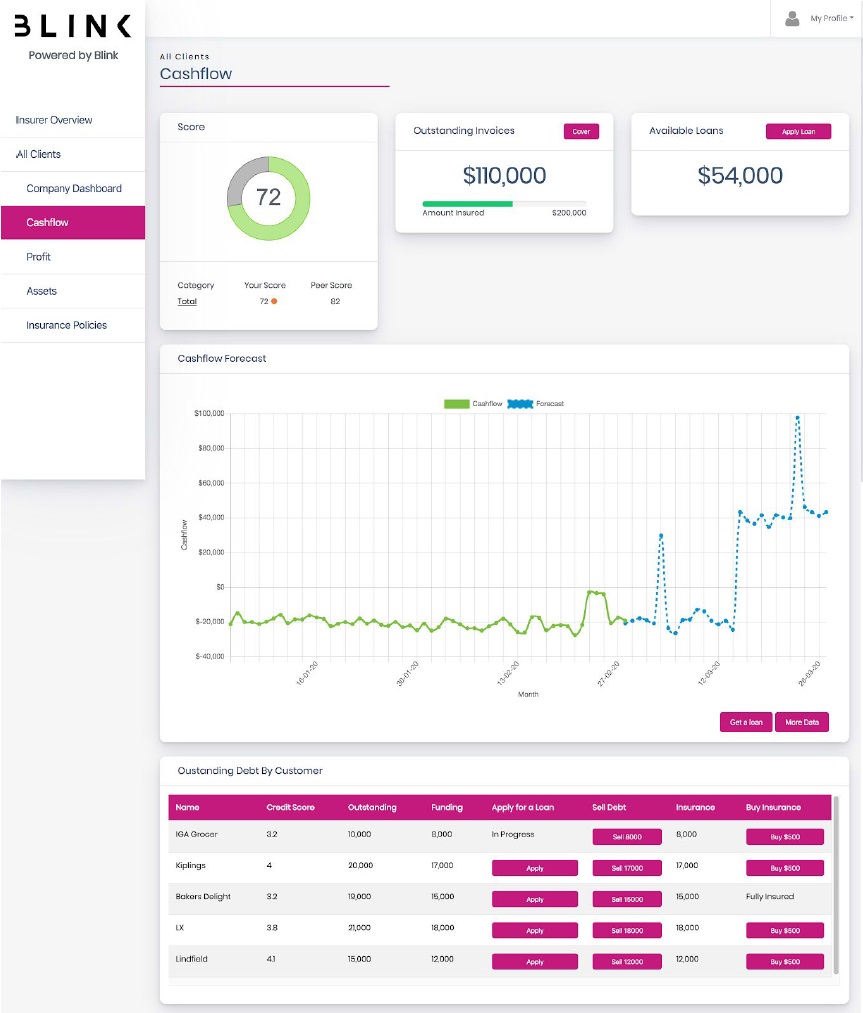 BLINK
Powered by Blink
My Profile
Insurer Overview
All Clients
Company Dashboard
Cashflow
Profit
Assets
Insurance Policies
All Clients
Cashflow
Score
72
Category Your Score Peer Score
Total 72 82
Outstanding Invoices Cover
$110,000
Amount Insured $200,000
Available Loans Apply Loan
$54,000
Cashflow Forecast
Cashflow Forecast
$100,000
$80,000
$60,000
$40,000
$20,000
$0
$-20,000
$-40,000
Cashflow
16-01-20 30-01-20 13-02-20 27-02-20 12-03-20 26-03-20
Month
Get a loan More Data
Oustanding Debt By Customer
Name Credit Score Outstanding Funding Apply for a Loan Sell Debt Insurance Buy Insurance
IGA Grocer 3.2 10,000 8,000 In Progress Sell 8000 8,000 Buy $500
Kiplings 4 20,000 17,000 Apply Sell 17000 17,000 Buy $500
Bakers Delight 3.2 19,000 15,000 Apply Sell 15000 15,000 Fully Insured
LX 3.8 21,000 18,000 Apply Sell 18000 18,000 Buy $500
Lindfield 4.1 15,000 12,000 Apply Sell 12000 12,000 Buy $500